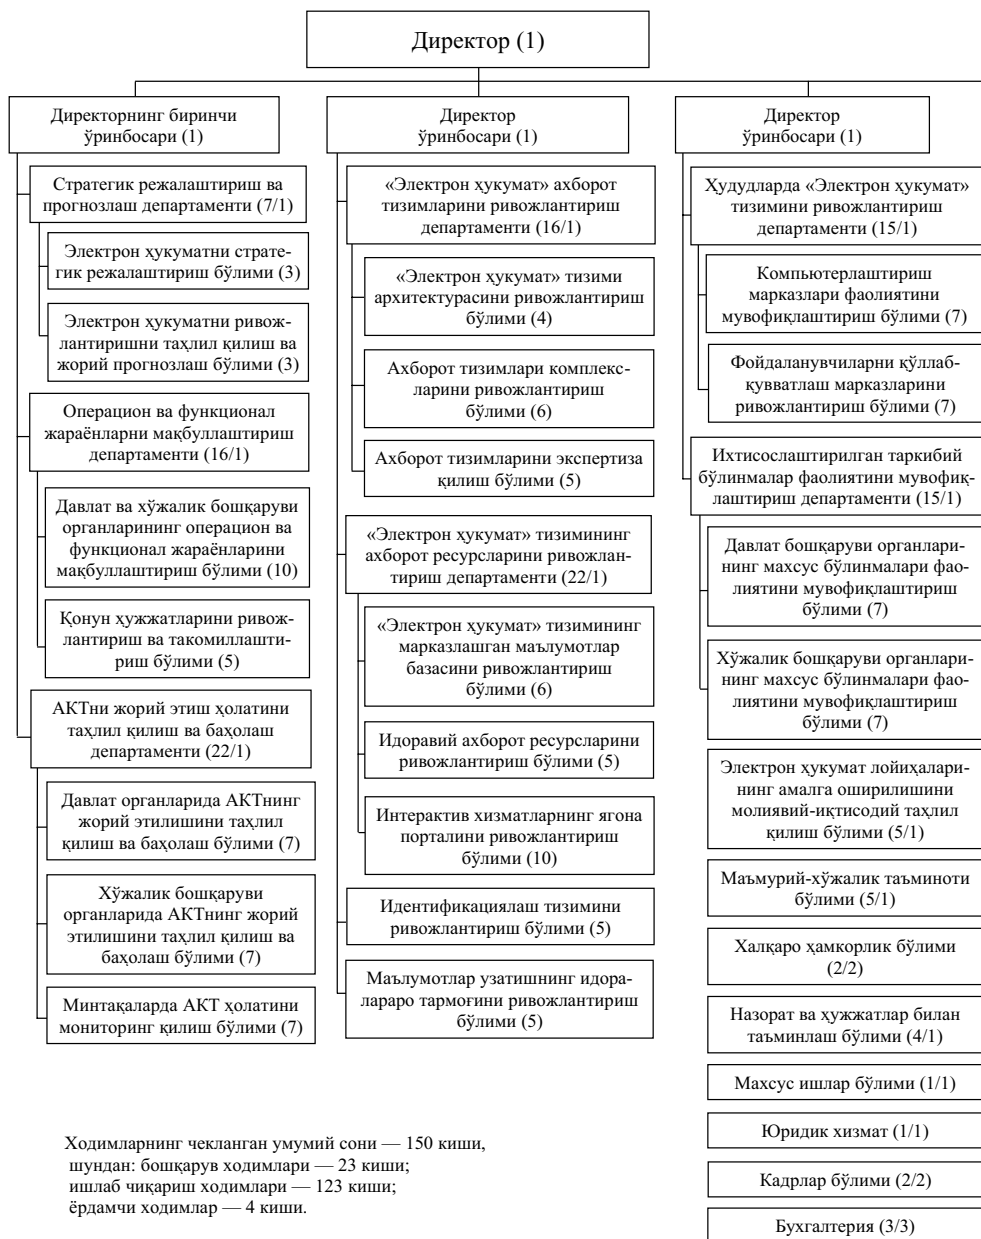 Директор (1)
Директорнинг биринчи
ўринбосари (1)
Стратегик режалаштириш ва
прогнозлаш департаменти (7/1)
Электрон ҳукуматни страте-
гик режалаштириш бўлими (3)
Электрон ҳукуматни ривож-
лантиришни таҳлил қилиш ва
жорий прогнозлаш бўлими (3)
Операцион ва функционал
жараёнларни мақбуллаштириш
департаменти (16/1)
Давлат ва хўжалик бошқаруви
органларининг операцион ва
функционал жараёнларини
мақбуллаштириш бўлими (10)
Қонун ҳужжатларини ривож-
лантириш ва такомиллашти-
риш бўлими (5)
АКТни жорий этиш ҳолатини
таҳлил қилиш ва баҳолаш
департаменти (22/1)
Давлат органларида АКТнинг
жорий этилишини таҳлил
қилиш ва баҳолаш бўлими (7)
Хўжалик бошқаруви
органларида АКТнинг жорий
этилишини таҳлил қилиш ва
баҳолаш бўлими (7)
Минтақаларда АКТ ҳолатини
мониторинг қилиш бўлими (7)
Директор
ўринбосари (1)
«Электрон ҳукумат» ахборот
тизимларини ривожлантириш
департаменти (16/1)
«Электрон ҳукумат» тизими
архитектурасини ривожлантириш
бўлими (4)
Ахборот тизимлари комплекс-
ларини ривожлантириш
бўлими (6)
Ахборот тизимларини экспертиза
қилиш бўлими (5)
«Электрон ҳукумат» тизимининг
ахборот ресурсларини ривожлан-
тириш департаменти (22/1)
«Электрон ҳукумат» тизимининг
марказлашган маълумотлар
базасини ривожлантириш
бўлими (6)
Идоравий ахборот ресурсларини
ривожлантириш бўлими (5)
Интерактив хизматларнинг ягона
порталини ривожлантириш
бўлими (10)
Идентификациялаш тизимини
ривожлантириш бўлими (5)
Маълумотлар узатишнинг идора-
лараро тармоғини ривожлантириш
бўлими (5)
Директор
ўринбосари (1)
Ҳудудларда «Электрон ҳукумат»
тизимини ривожлантириш
департаменти (15/1)
Компьютерлаштириш
марказлари фаолиятини
мувофиқлаштириш бўлими (7)
Фойдаланувчиларни қўллаб-
қувватлаш марказларини
ривожлантириш бўлими (7)
Ихтисослаштирилган таркибий
бўлинмалар фаолиятини мувофиқ-
лаштириш департаменти (15/1)
Давлат бошқаруви органлари-
нинг махсус бўлинмалари фао-
лиятини мувофиқлаштириш
бўлими (7)
Хўжалик бошқаруви органлари-
нинг махсус бўлинмалари фао-
лиятини мувофиқлаштириш
бўлими (7)
Электрон ҳукумат лойиҳалари-
нинг амалга оширилишини
молиявий-иқтисодий таҳлил
қилиш бўлими (5/1)
Маъмурий-хўжалик таъминоти
бўлими (5/1)
Халқаро ҳамкорлик бўлими
(2/2)
Назорат ва ҳужжатлар билан
таъминлаш бўлими (4/1)
Махсус ишлар бўлими (1/1)
Юридик хизмат (1/1)
Кадрлар бўлими (2/2)
Бухгалтерия (3/3)
Ходимларнинг чекланган умумий сони — 150 киши,
шундан: бошқарув ходимлари — 23 киши;
ишлаб чиқариш ходимлари — 123 киши;
ёрдамчи ходимлар — 4 киши.